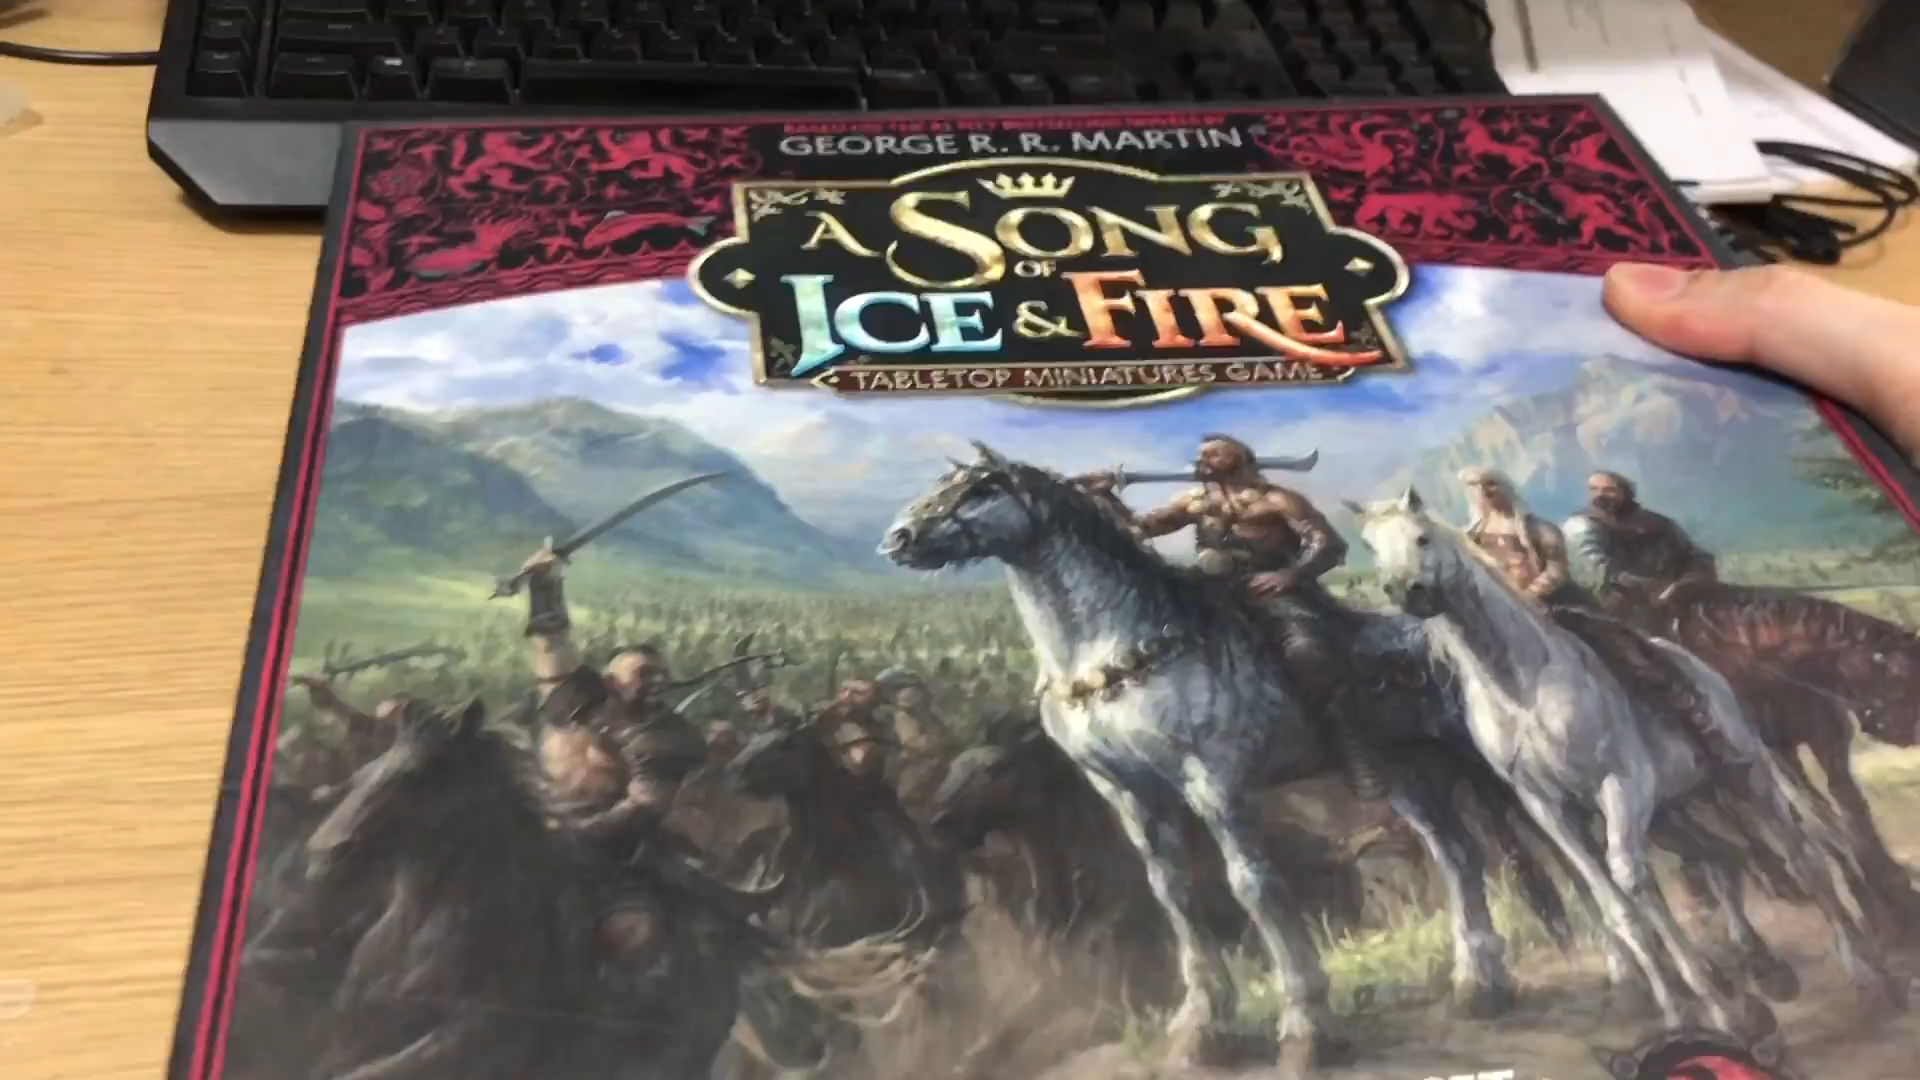 GEORGE R. R. MARTIN
A SONG
OF
ICE & FIRE
TABLETOP MINIATURES GAME